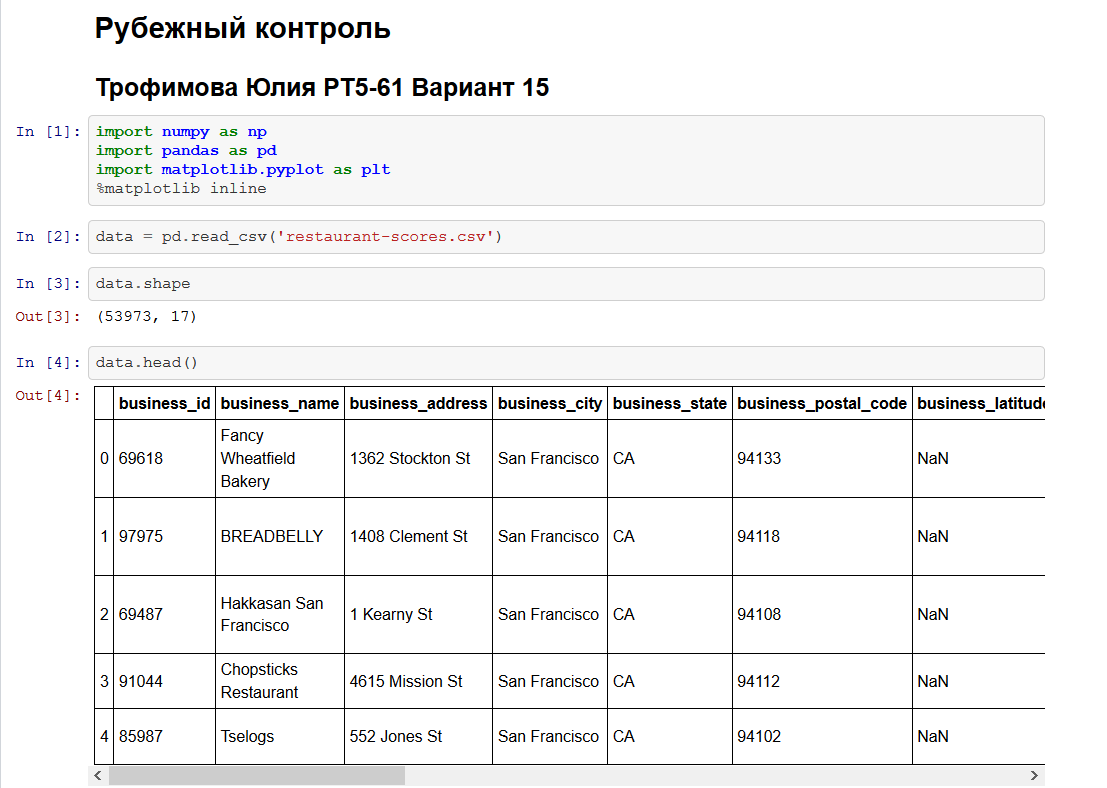 Рубежный контроль
Трофимова Юлия РТ5-61 Вариант 15
In [1]: import numpy as np
import pandas as pd
import matplotlib.pyplot as plt
%matplotlib inline
In [2]: data = pd.read_csv('restaurant-scores.csv')
In [3]: data.shape
Out[3]: (53973, 17)
In [4]: data.head()
Out[4]:
business_id business_name business_address business_city business_state business_postal_code business_latitude
0 69618 Fancy Wheatfield Bakery 1362 Stockton St San Francisco CA 94133 NaN
1 97975 BREADBELLY 1408 Clement St San Francisco CA 94118 NaN
2 69487 Hakkasan San Francisco 1 Kearny St San Francisco CA 94108 NaN
3 91044 Chopsticks Restaurant 4615 Mission St San Francisco CA 94112 NaN
4 85987 Tselogs 552 Jones St San Francisco CA 94102 NaN